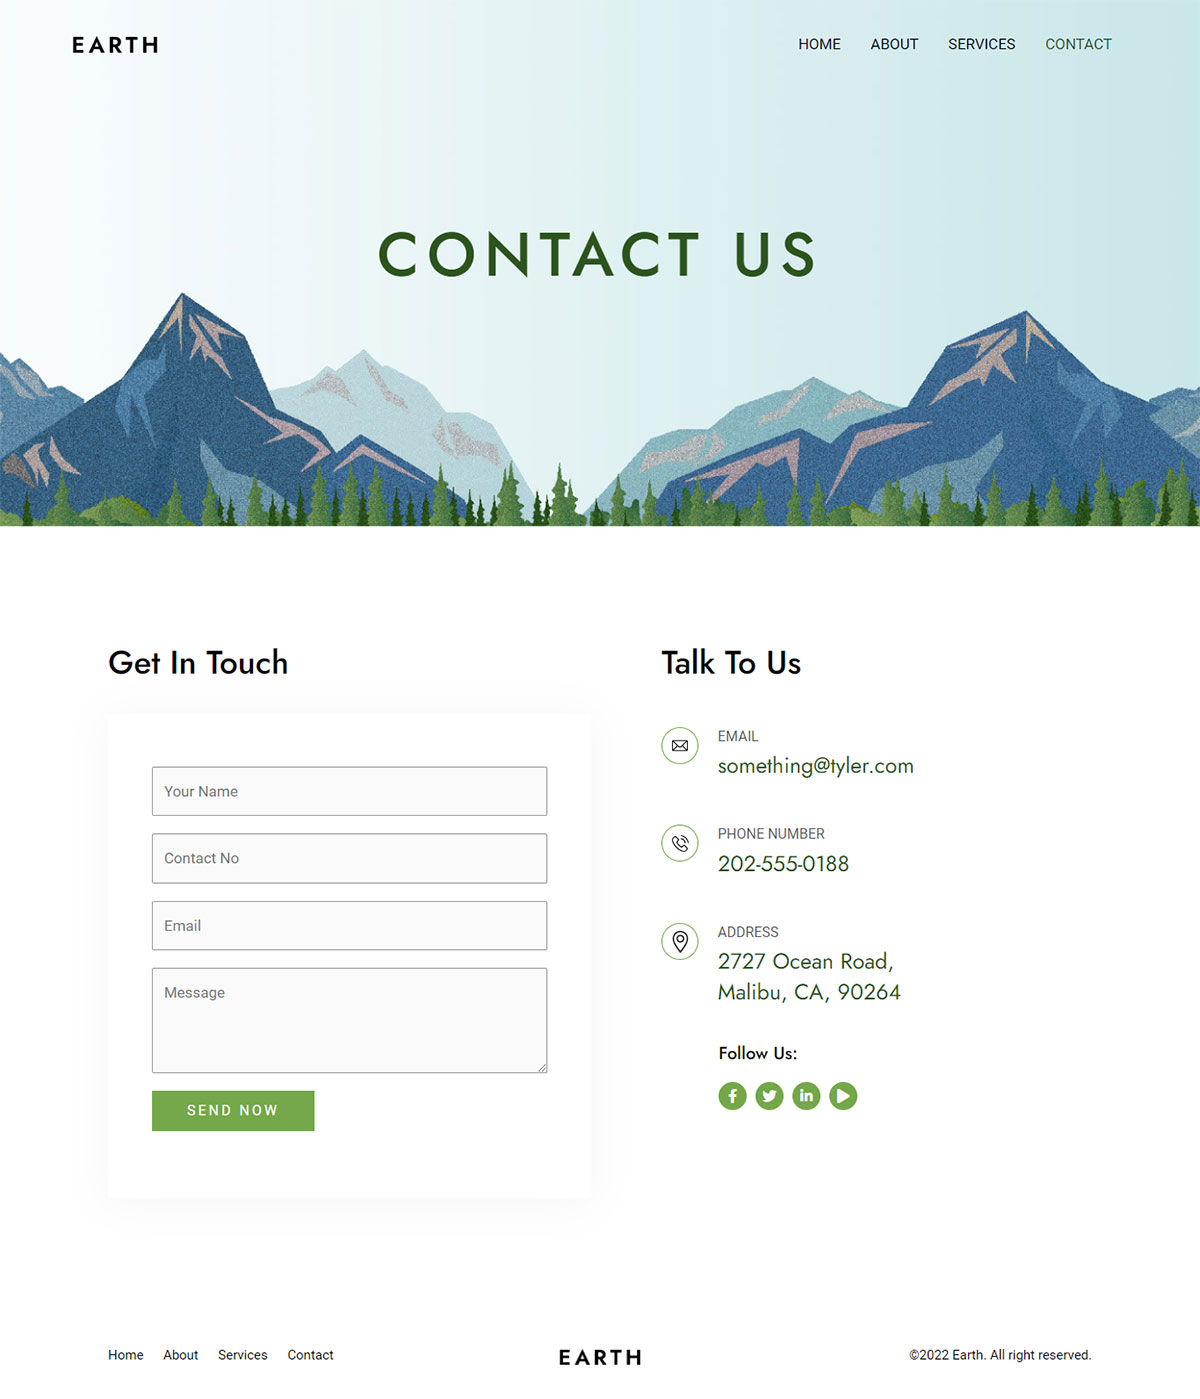 EARTH
HOME ABOUT SERVICES CONTACT
CONTACT US
Get In Touch
Your Name
Contact No
Email
Message
SEND NOW
Talk To Us
EMAIL
something@tyler.com
PHONE NUMBER
202-555-0188
ADDRESS
2727 Ocean Road,
Malibu, CA, 90264
Follow Us:
Home About Services Contact
EARTH
©2022 Earth. All right reserved.